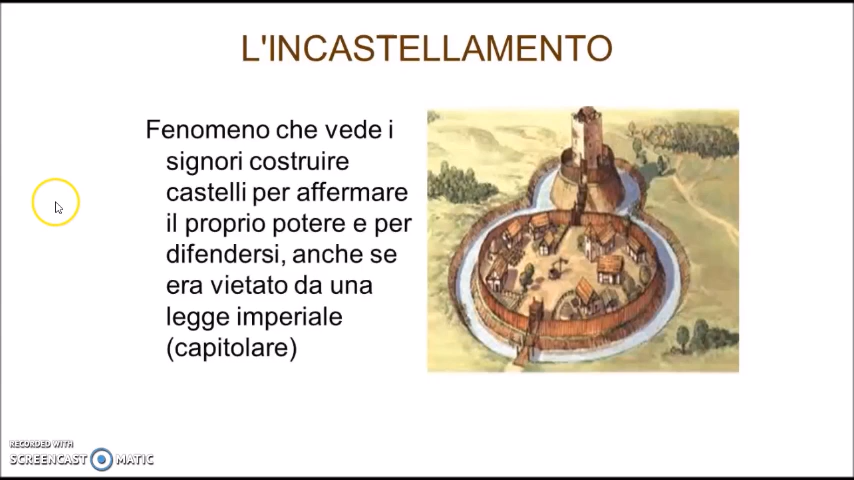 L'INCASTELLAMENTO
Fenomeno che vede i
signori costruire
castelli per affermare
il proprio potere e per
difendersi, anche se
era vietato da una
legge imperiale
(capitolare)
RECORDED WITH
SCREENCAST MATIC